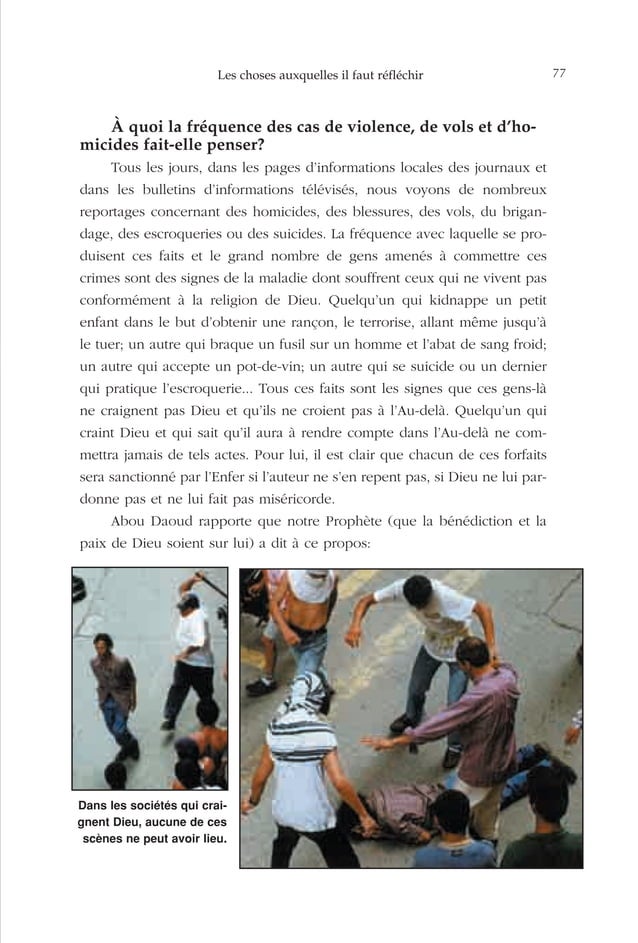 Les choses auxquelles il faut réfléchir
77
À quoi la fréquence des cas de violence, de vols et d’ho-
micides fait-elle penser?
Tous les jours, dans les pages d’informations locales des journaux et
dans les bulletins d’informations télévisés, nous voyons de nombreux
reportages concernant des homicides, des blessures, des vols, du brigan-
dage, des escroqueries ou des suicides. La fréquence avec laquelle se pro-
duisent ces faits et le grand nombre de gens amenés à commettre ces
crimes sont des signes de la maladie dont souffrent ceux qui ne vivent pas
conformément à la religion de Dieu. Quelqu’un qui kidnappe un petit
enfant dans le but d’obtenir une rançon, le terrorise, allant même jusqu’à
le tuer; un autre qui braque un fusil sur un homme et l’abat de sang froid;
un autre qui accepte un pot-de-vin; un autre qui se suicide ou un dernier
qui pratique l’escroquerie... Tous ces faits sont les signes que ces gens-là
ne craignent pas Dieu et qu’ils ne croient pas à l’Au-delà. Quelqu’un qui
craint Dieu et qui sait qu’il aura à rendre compte dans l’Au-delà ne com-
mettra jamais de tels actes. Pour lui, il est clair que chacun de ces forfaits
sera sanctionné par l’Enfer si l’auteur ne s’en repent pas, si Dieu ne lui par-
donne pas et ne lui fait pas miséricorde.
Abou Daoud rapporte que notre Prophète (que la bénédiction et la
paix de Dieu soient sur lui) a dit à ce propos:
Dans les sociétés qui crai-
gnent Dieu, aucune de ces
scènes ne peut avoir lieu.